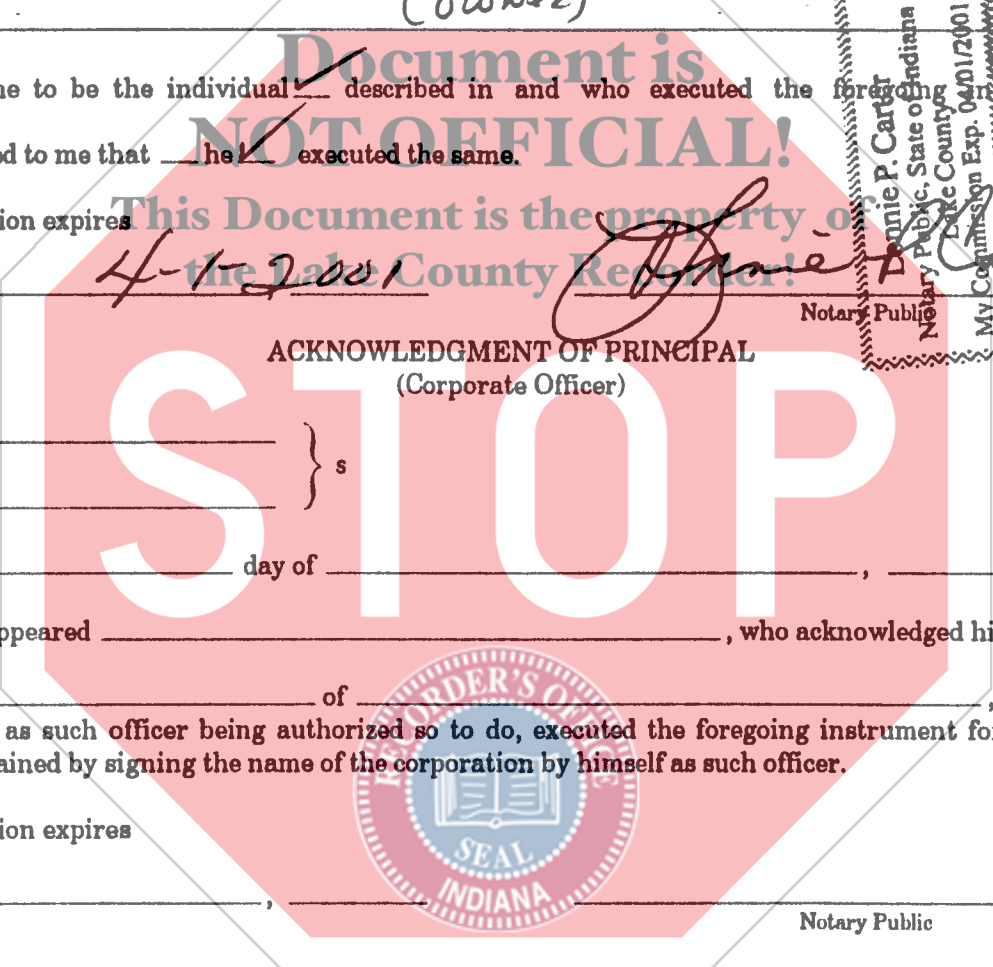 (OWNER)
Document is
NOT OFFICIAL!
This Document is the property of
the Lake County Recorder!
STOP
me to be the individual described in and who executed the foregoing in
ed to me that he executed the same.
ion expires
4-1-2001
Notary Public
Notary Public, State of Indiana
Lake County
My Commission Exp. 04/01/2001
ACKNOWLEDGMENT OF PRINCIPAL
(Corporate Officer)
} s
day of ,
ppeared , who acknowledged hi
of ,
as such officer being authorized so to do, executed the foregoing instrument for
ained by signing the name of the corporation by himself as such officer.
ion expires
,
Notary Public
RECORDER'S OFFICE
SEAL
INDIANA